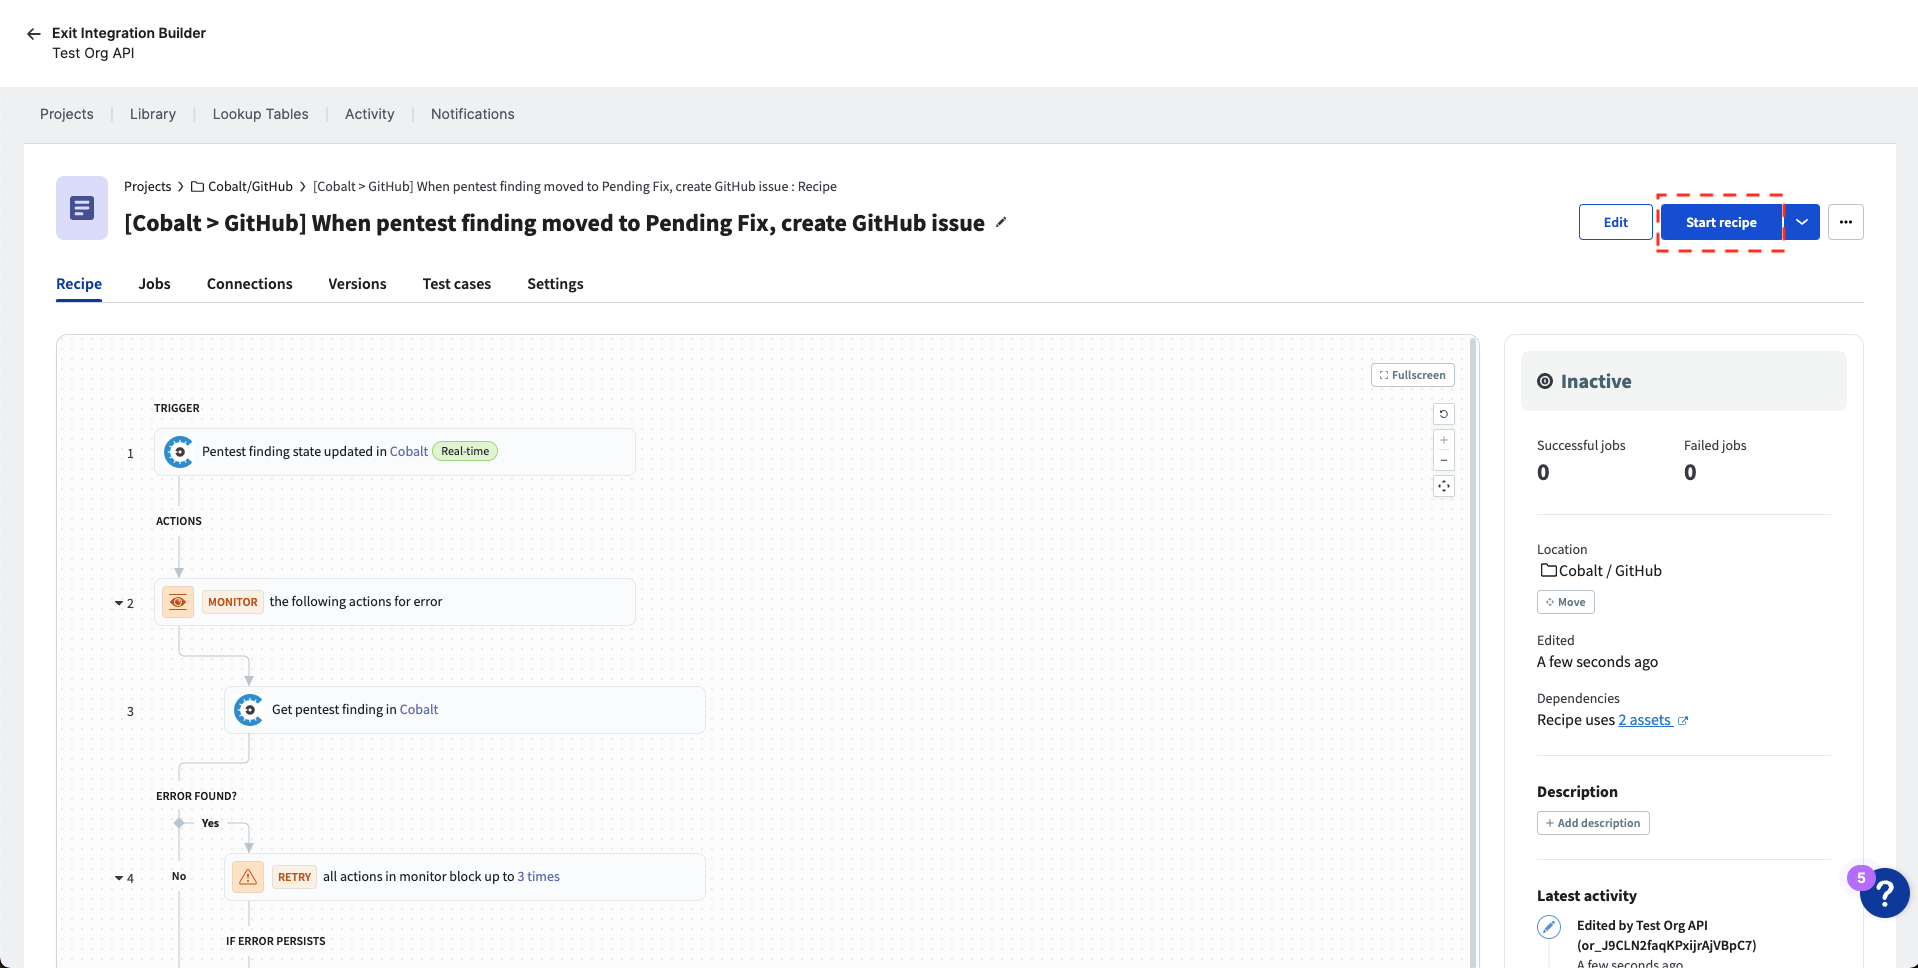 Exit Integration Builder
Test Org API
Projects
Library
Lookup Tables
Activity
Notifications
Projects
Cobalt/GitHub
[Cobalt > GitHub] When pentest finding moved to Pending Fix, create GitHub issue : Recipe
[Cobalt > GitHub] When pentest finding moved to Pending Fix, create GitHub issue
Edit
Start recipe
Recipe
Jobs
Connections
Versions
Test cases
Settings
Fullscreen
TRIGGER
1
Pentest finding state updated in Cobalt
Real-time
ACTIONS
2
MONITOR the following actions for error
3
Get pentest finding in Cobalt
ERROR FOUND?
Yes
No
4
RETRY all actions in monitor block up to 3 times
IF ERROR PERSISTS
Inactive
Successful jobs
0
Failed jobs
0
Location
Cobalt / GitHub
Move
Edited
A few seconds ago
Dependencies
Recipe uses 2 assets
Description
+ Add description
Latest activity
Edited by Test Org API
(or_J9CLN2faqKPxijrAjVBpC7)
A few seconds ago
5
?